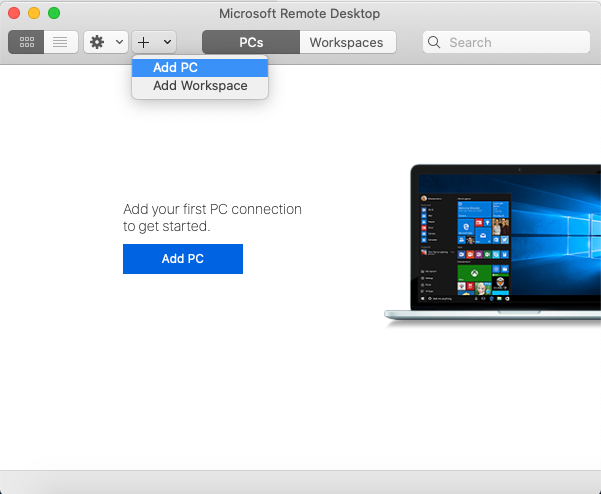 Microsoft Remote Desktop
PCs
Workspaces
Search
Add PC
Add Workspace
Add your first PC connection
to get started.
Add PC